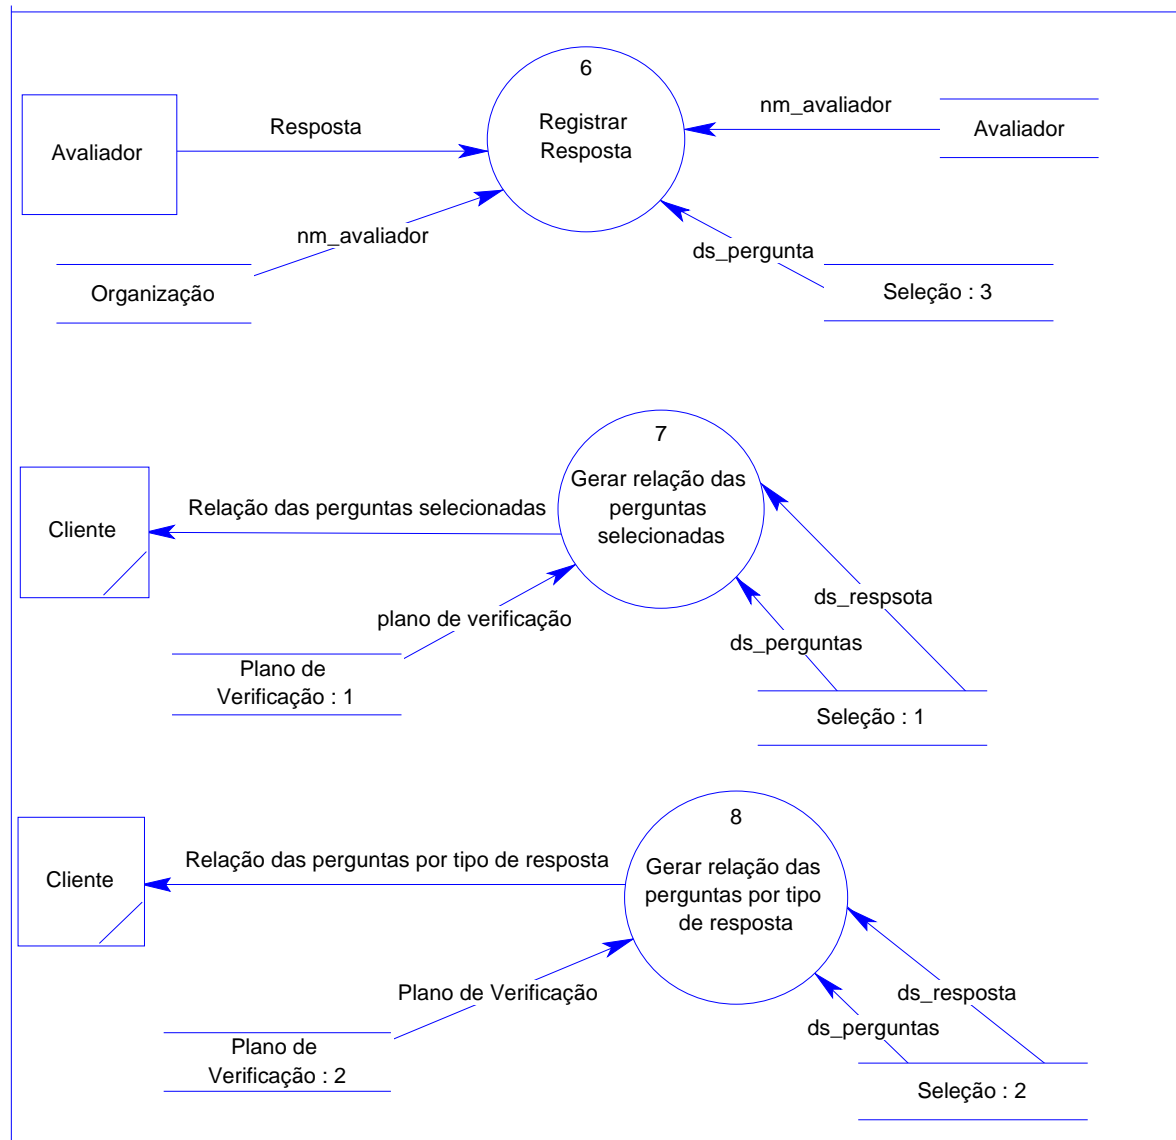 6
Registrar
Resposta
nm_avaliador
Avaliador
Resposta
Avaliador
nm_avaliador
ds_pergunta
Organização
Seleção : 3
7
Gerar relação das
perguntas
selecionadas
Relação das perguntas selecionadas
Cliente
ds_respsota
plano de verificação
ds_perguntas
Plano de
Verificação : 1
Seleção : 1
8
Gerar relação das
perguntas por tipo
de resposta
Relação das perguntas por tipo de resposta
Cliente
Plano de Verificação
ds_resposta
ds_perguntas
Plano de
Verificação : 2
Seleção : 2